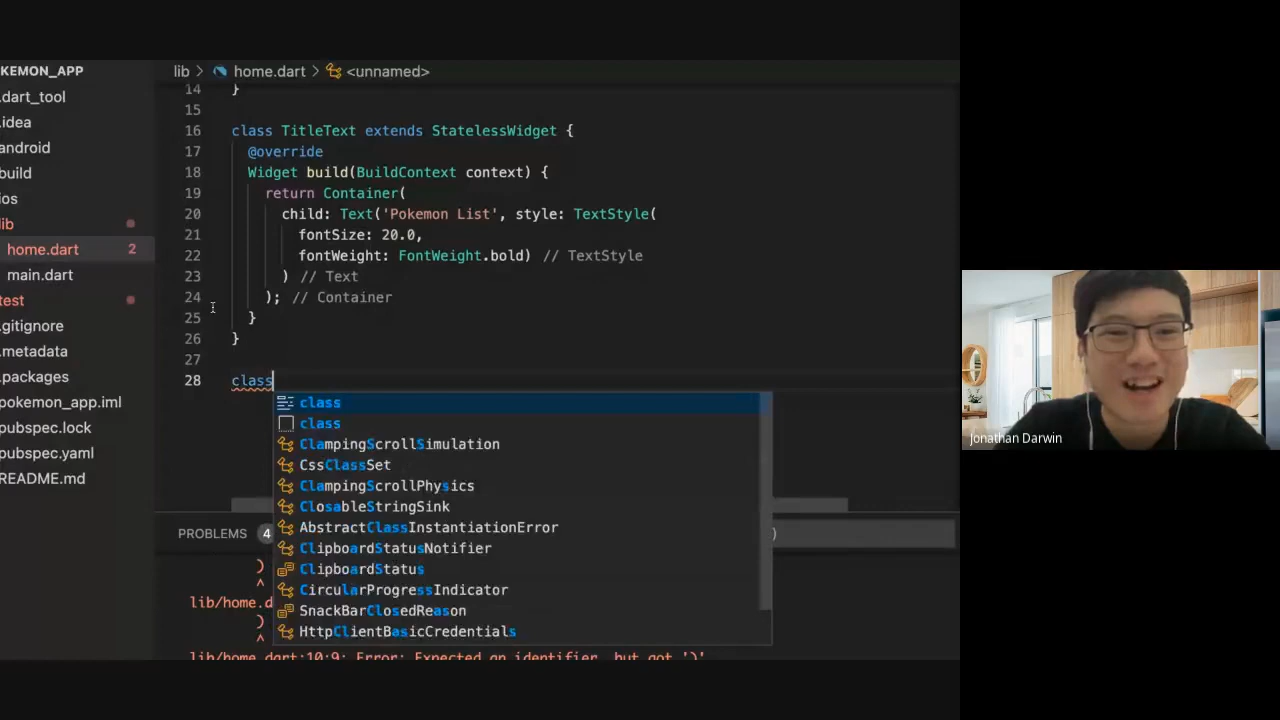 KEMON_APP
.dart_tool
.idea
android
build
ios
lib
home.dart 2
main.dart
test
.gitignore
.metadata
.packages
pokemon_app.iml
pubspec.lock
pubspec.yaml
README.md
lib > home.dart > <unnamed>
14 }
15
16 class TitleText extends StatelessWidget {
17 @override
18 Widget build(BuildContext context) {
19 return Container(
20 child: Text('Pokemon List', style: TextStyle(
21 fontSize: 20.0,
22 fontWeight: FontWeight.bold) // TextStyle
23 ) // Text
24 ); // Container
25 }
26 }
27
28 class
class
class
ClampingScrollSimulation
CssClassSet
ClampingScrollPhysics
ClosableStringSink
AbstractClassInstantiationError
ClipboardStatusNotifier
ClipboardStatus
CircularProgressIndicator
SnackBarClosedReason
HttpClientBasicCredentials
PROBLEMS 4 )
)
^
lib/home.d
)
^
lib/home.dart:10:9: Error: Expected an identifier, but got ')'
Jonathan Darwin